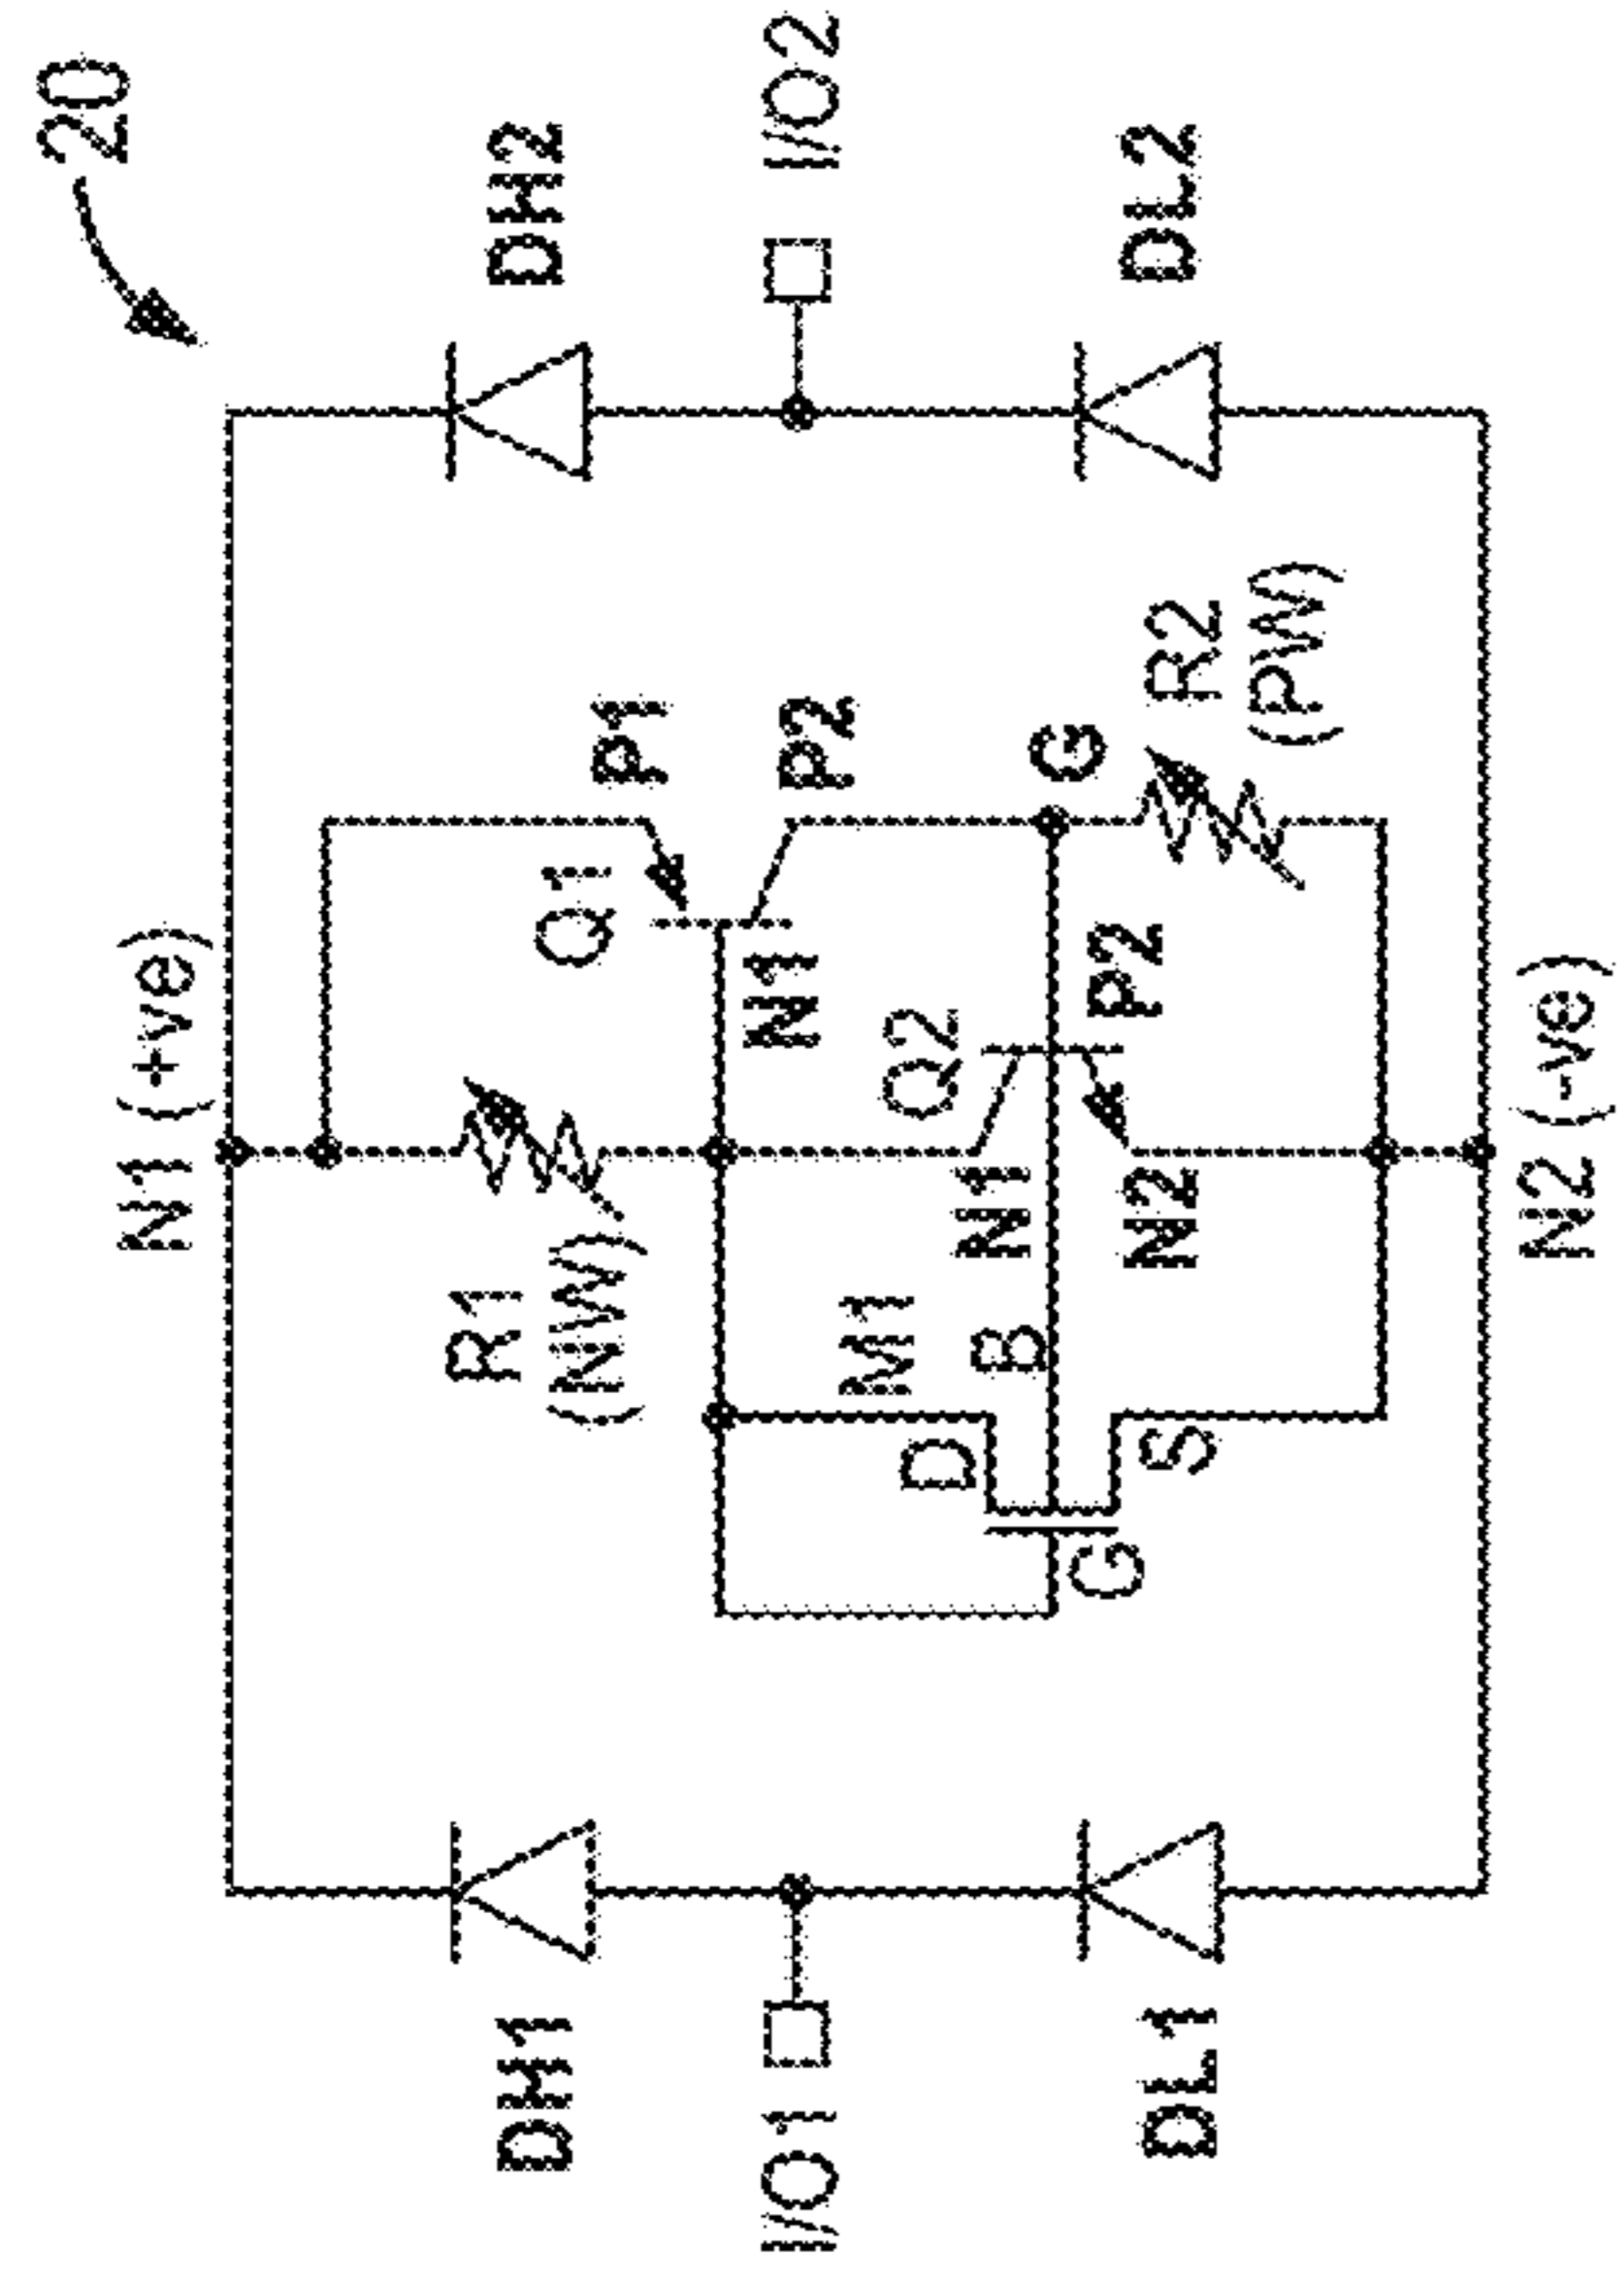 20
N1 (+ve)
DH1
R1
(NW)
Q1
P1
DH2
N1
P2
I/O1
M1
Q2
I/O2
D
B
N1
G
G
S
N2
P2
R2
(PW)
DL1
DL2
N2 (-ve)